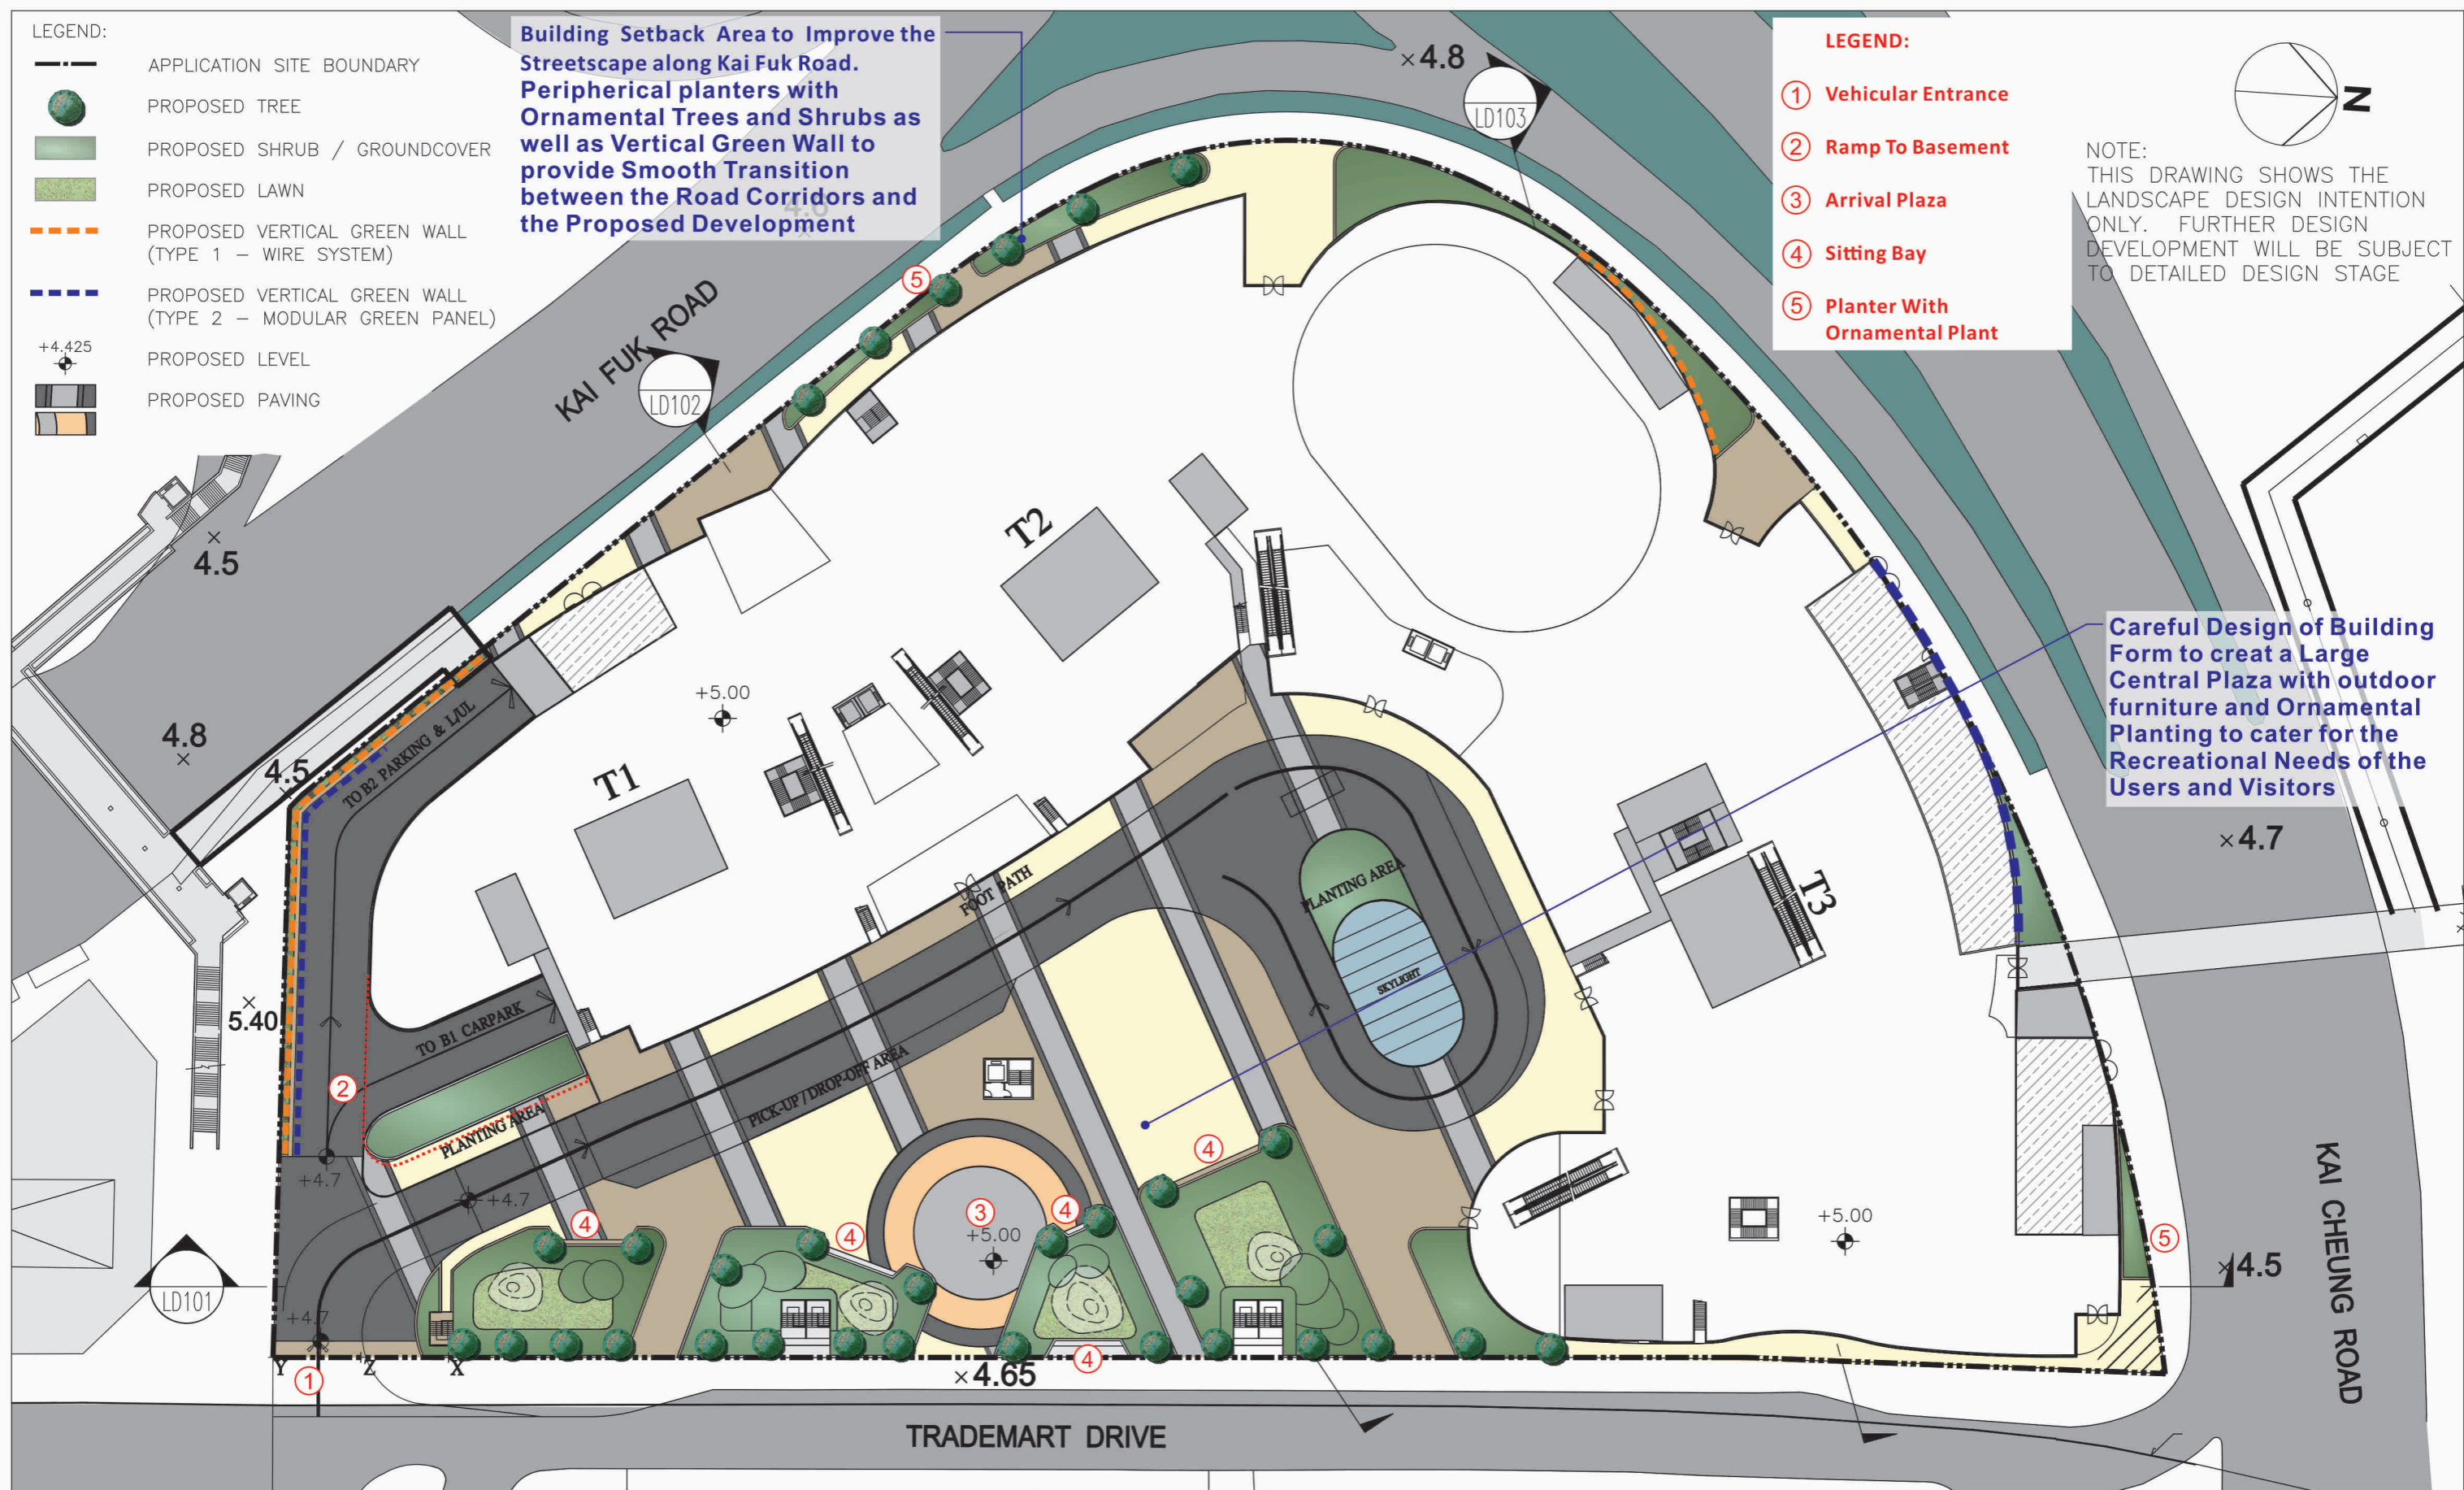 LEGEND:
APPLICATION SITE BOUNDARY
PROPOSED TREE
PROPOSED SHRUB / GROUNDCOVER
PROPOSED LAWN
PROPOSED VERTICAL GREEN WALL
(TYPE 1 – WIRE SYSTEM)
PROPOSED VERTICAL GREEN WALL
(TYPE 2 – MODULAR GREEN PANEL)
+4.425
PROPOSED LEVEL
PROPOSED PAVING
Building Setback Area to Improve the
Streetscape along Kai Fuk Road.
Peripherical planters with
Ornamental Trees and Shrubs as
well as Vertical Green Wall to
provide Smooth Transition
between the Road Corridors and
the Proposed Development
×4.8
LD103
LEGEND:
1 Vehicular Entrance
2 Ramp To Basement
3 Arrival Plaza
4 Sitting Bay
5 Planter With
Ornamental Plant
N
NOTE:
THIS DRAWING SHOWS THE
LANDSCAPE DESIGN INTENTION
ONLY. FURTHER DESIGN
DEVELOPMENT WILL BE SUBJECT
TO DETAILED DESIGN STAGE
5
KAI FUK ROAD
LD102
×
4.5
T2
4.8
×
4.5
TO B2 PARKING & L/UL
+5.00
T1
Careful Design of Building
Form to creat a Large
Central Plaza with outdoor
furniture and Ornamental
Planting to cater for the
Recreational Needs of the
Users and Visitors
×4.7
FOOT PATH
PLANTING AREA
T3
SKYLIGHT
×
5.40
TO B1 CARPARK
2
PLANTING AREA
PICK-UP / DROP-OFF AREA
+4.7
+4.7
4
4
3
4
4
+5.00
+5.00
5
×4.5
KAI CHEUNG ROAD
LD101
+4.7
Y
Z
X
1
×4.65
4
TRADEMART DRIVE